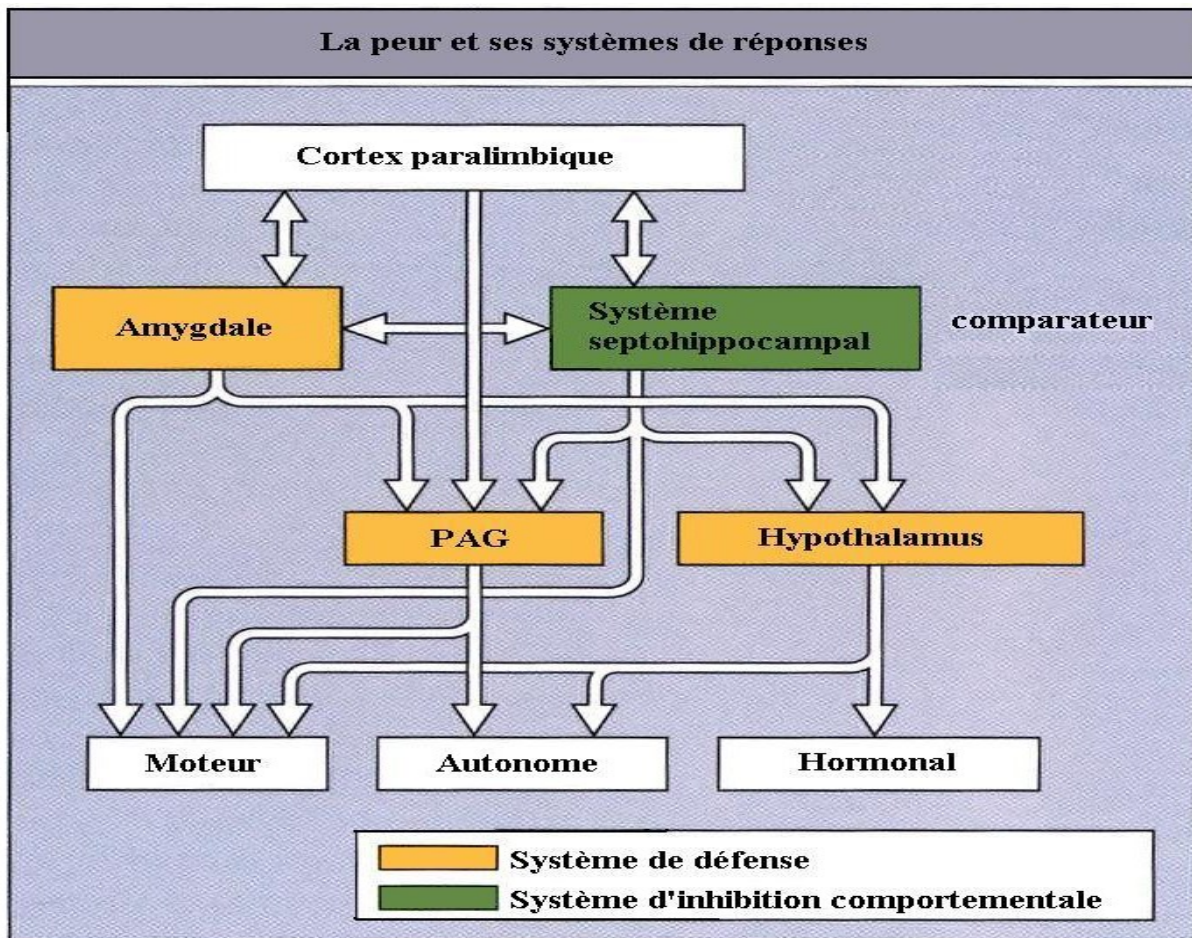 La peur et ses systèmes de réponses
Cortex paralimbique
Amygdale
Système
septohippocampal
comparateur
PAG
Hypothalamus
Moteur
Autonome
Hormonal
Système de défense
Système d'inhibition comportementale